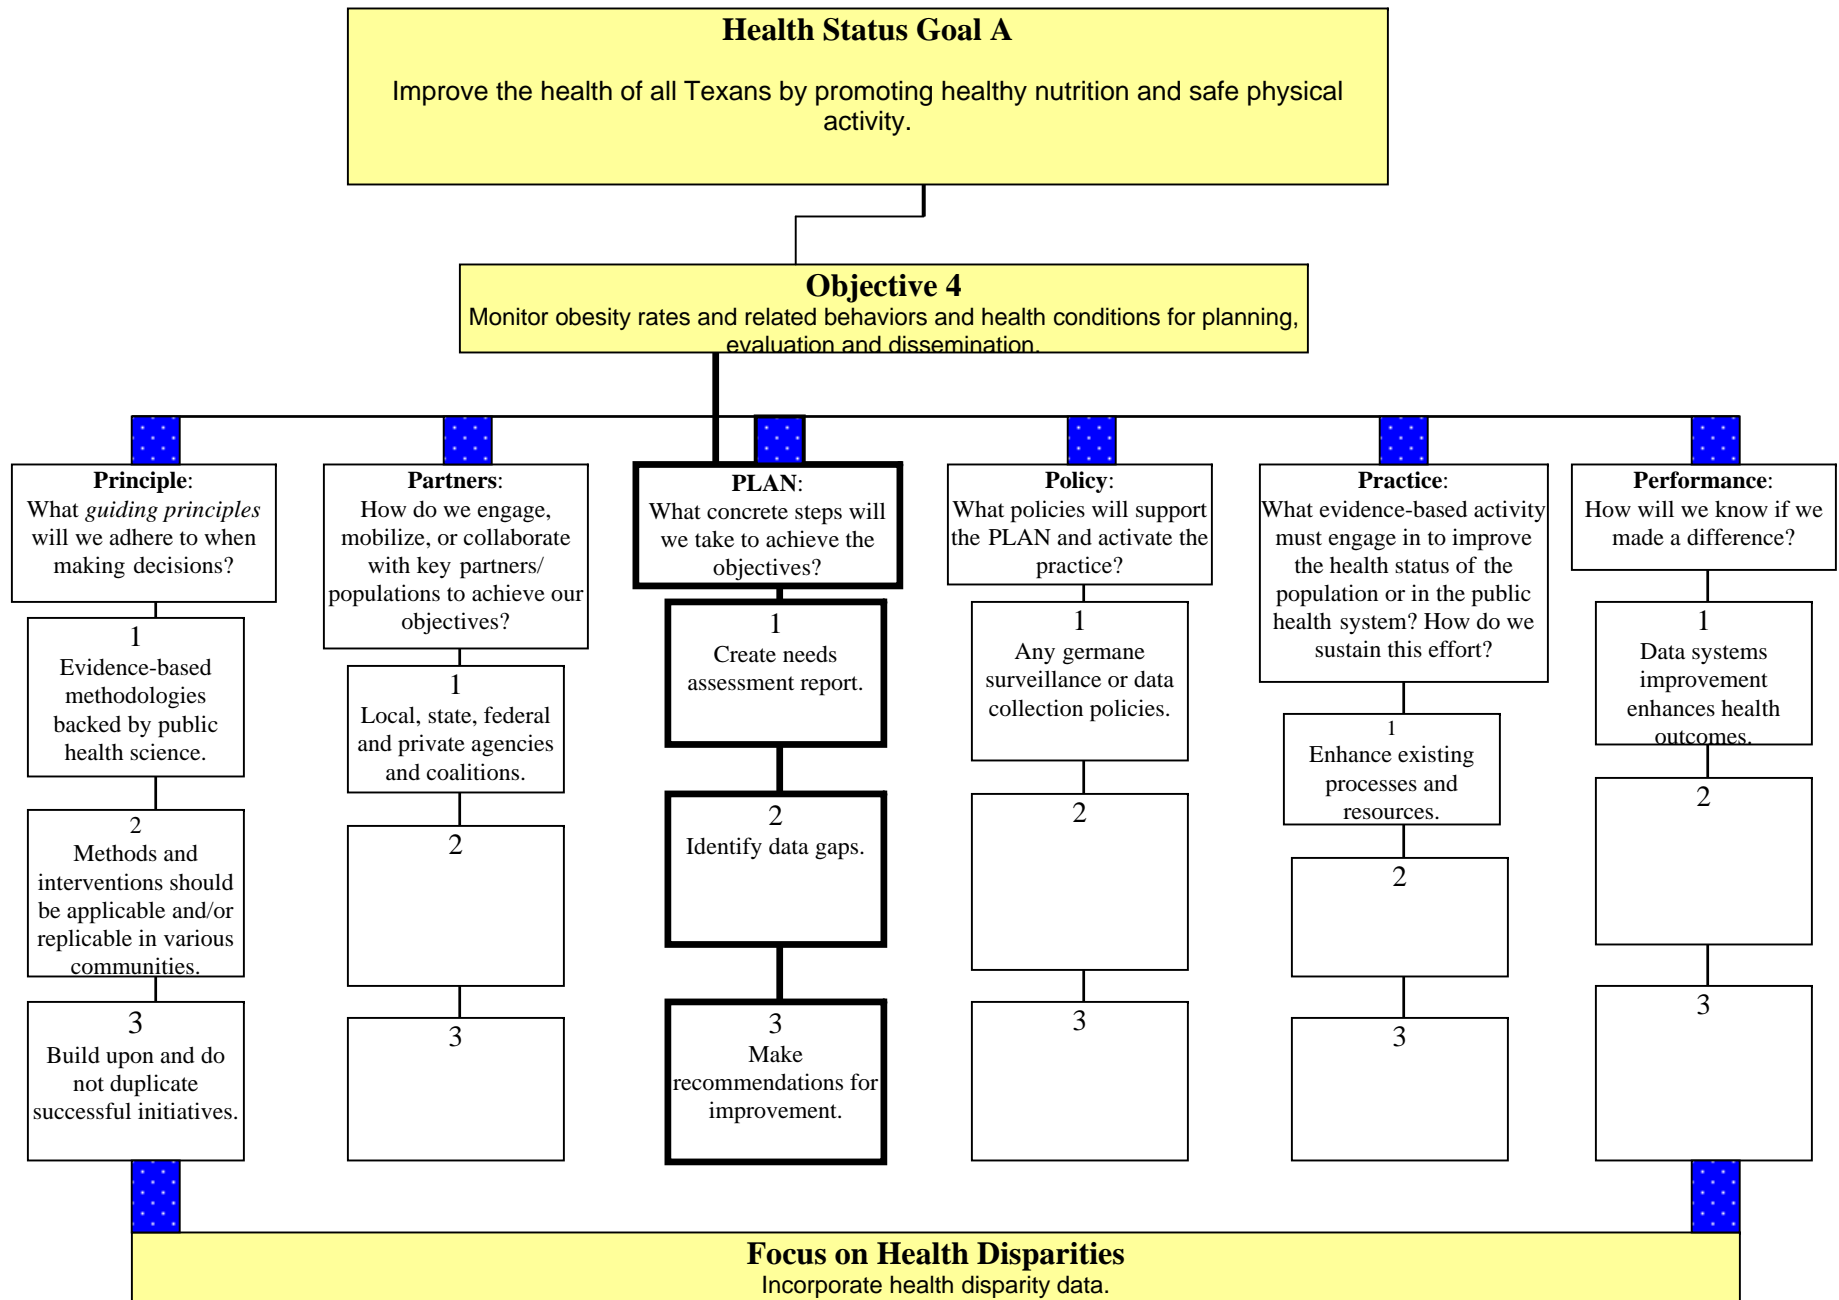 Health Status Goal A
Improve the health of all Texans by promoting healthy nutrition and safe physical
activity.
Objective 4
Monitor obesity rates and related behaviors and health conditions for planning,
evaluation and dissemination.
Principle:
What guiding principles
will we adhere to when
making decisions?
1
Evidence-based
methodologies
backed by public
health science.
2
Methods and
interventions should
be applicable and/or
replicable in various
communities.
3
Build upon and do
not duplicate
successful initiatives.
Partners:
How do we engage,
mobilize, or collaborate
with key partners/
populations to achieve our
objectives?
1
Local, state, federal
and private agencies
and coalitions.
2
3
PLAN:
What concrete steps will
we take to achieve the
objectives?
1
Create needs
assessment report.
2
Identify data gaps.
3
Make
recommendations for
improvement.
Policy:
What policies will support
the PLAN and activate the
practice?
1
Any germane
surveillance or data
collection policies.
2
3
Practice:
What evidence-based activity
must engage in to improve
the health status of the
population or in the public
health system? How do we
sustain this effort?
1
Enhance existing
processes and
resources.
2
3
Performance:
How will we know if we
made a difference?
1
Data systems
improvement
enhances health
outcomes.
2
3
Focus on Health Disparities
Incorporate health disparity data.